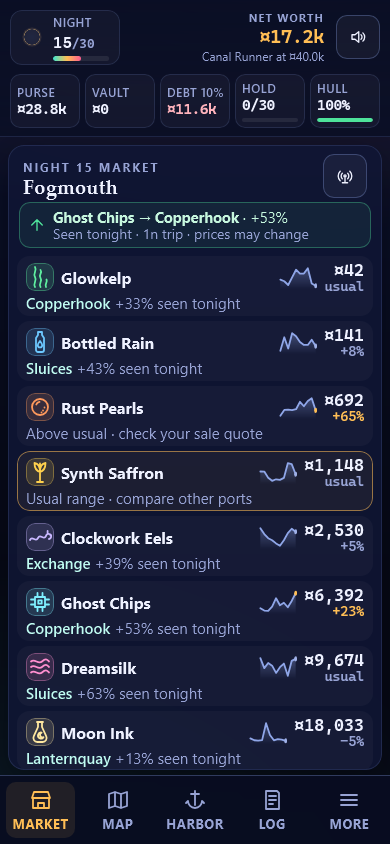 NIGHT
15/30
NET WORTH
¤17.2k
Canal Runner at ¤40.0k
PURSE
¤28.8k
VAULT
¤0
DEBT 10%
¤11.6k
HOLD
0/30
HULL
100%
NIGHT 15 MARKET
Fogmouth
Ghost Chips → Copperhook · +53%
Seen tonight · 1n trip · prices may change
Glowkelp
¤42
usual
Copperhook +33% seen tonight
Bottled Rain
¤141
+8%
Sluices +43% seen tonight
Rust Pearls
¤692
+65%
Above usual · check your sale quote
Synth Saffron
¤1,148
usual
Usual range · compare other ports
Clockwork Eels
¤2,530
+5%
Exchange +39% seen tonight
Ghost Chips
¤6,392
+23%
Copperhook +53% seen tonight
Dreamsilk
¤9,674
usual
Sluices +63% seen tonight
Moon Ink
¤18,033
−5%
Lanternquay +13% seen tonight
MARKET
MAP
HARBOR
LOG
MORE